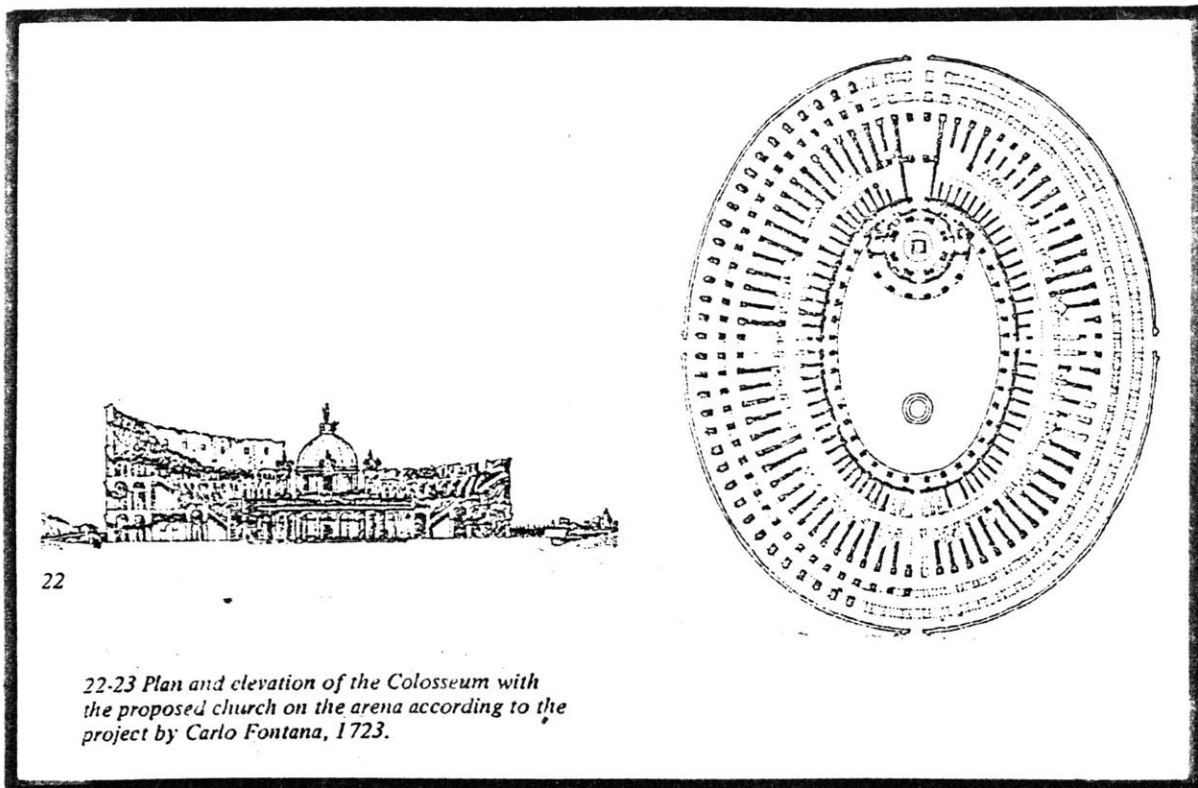 22
22-23 Plan and elevation of the Colosseum with
the proposed church on the arena according to the
project by Carlo Fontana, 1723.